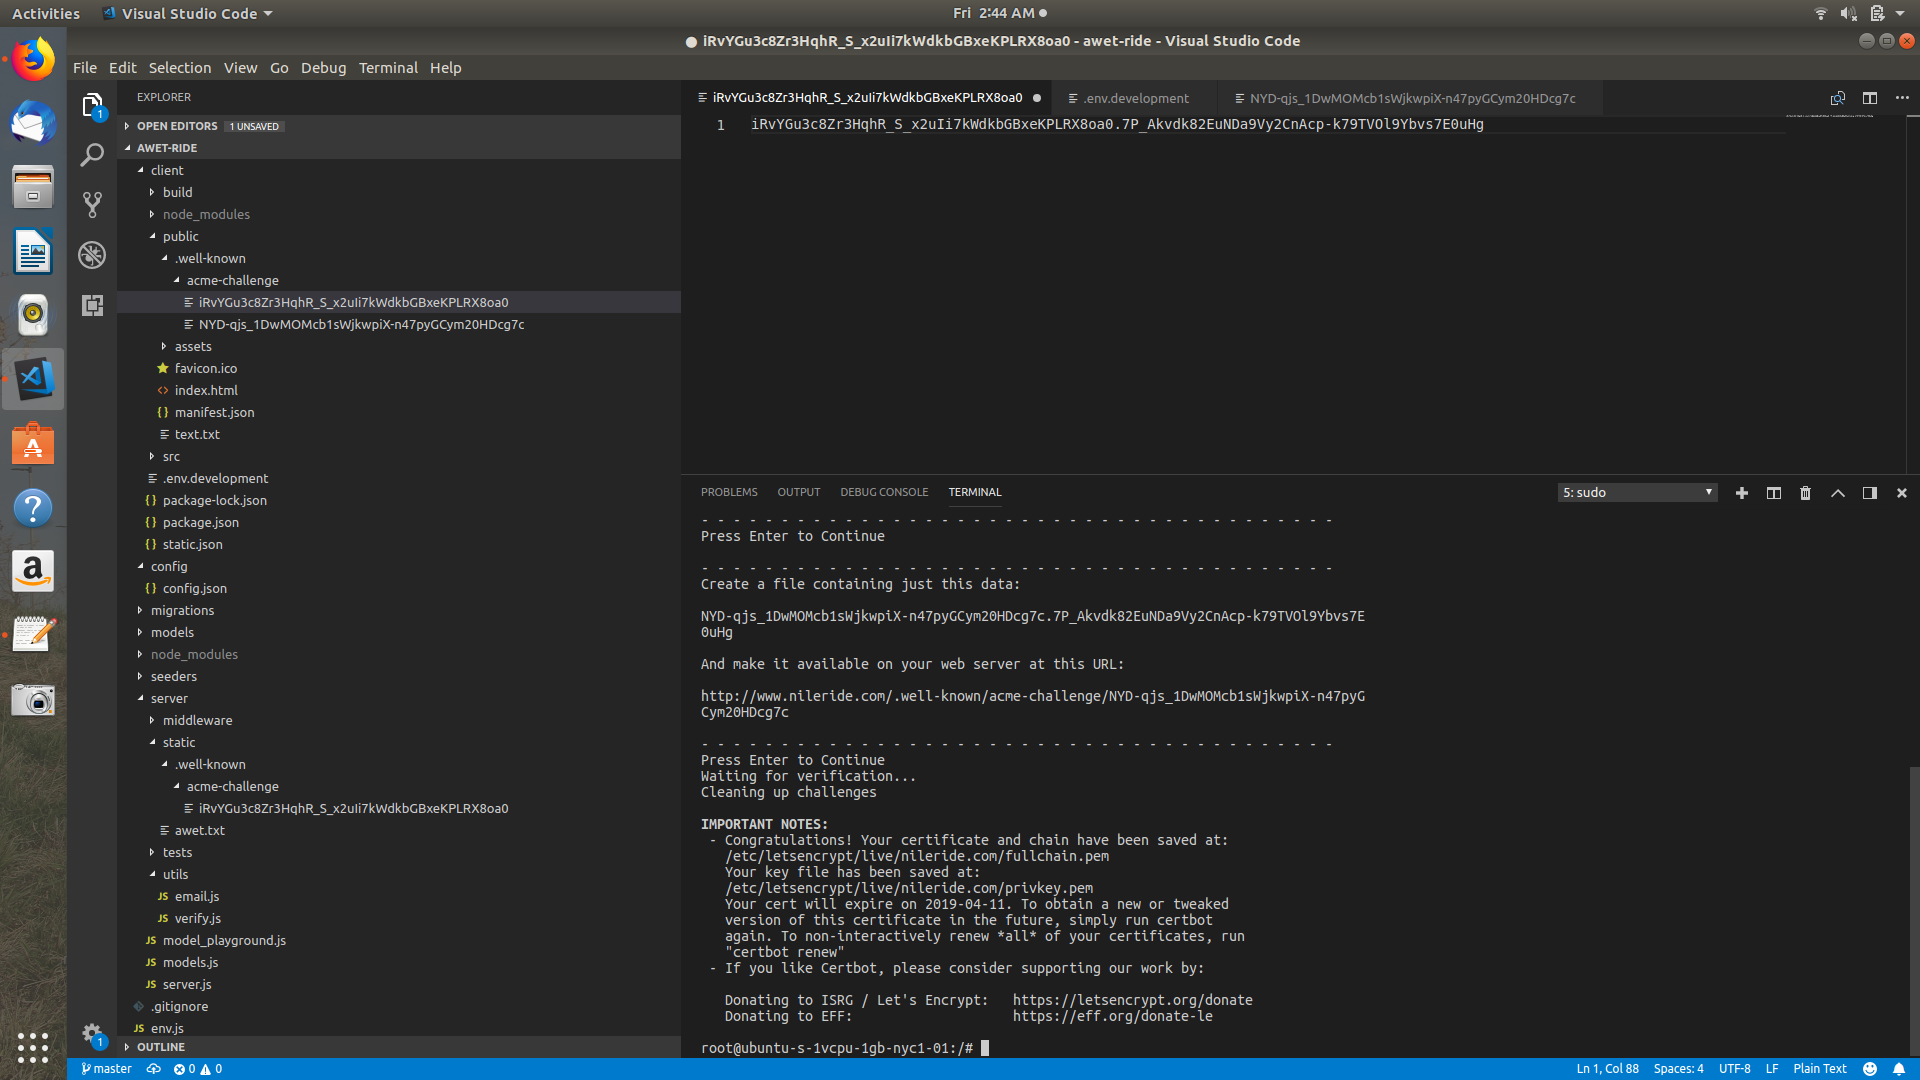 Activities
Visual Studio Code
Fri 2:44 AM
iRvYGu3c8Zr3HqhR_S_x2uIi7kWdkbGBxeKPLRX8oa0 - awet-ride - Visual Studio Code
File Edit Selection View Go Debug Terminal Help
EXPLORER
OPEN EDITORS 1 UNSAVED
AWET-RIDE
client
build
node_modules
public
.well-known
acme-challenge
iRvYGu3c8Zr3HqhR_S_x2uIi7kWdkbGBxeKPLRX8oa0
NYD-qjs_1DwMOMcb1sWjkwpiX-n47pyGCym20HDcg7c
assets
favicon.ico
index.html
manifest.json
text.txt
src
.env.development
package-lock.json
package.json
static.json
config
config.json
migrations
models
node_modules
seeders
server
middleware
static
.well-known
acme-challenge
iRvYGu3c8Zr3HqhR_S_x2uIi7kWdkbGBxeKPLRX8oa0
awet.txt
tests
utils
email.js
verify.js
model_playground.js
models.js
server.js
.gitignore
env.js
OUTLINE
iRvYGu3c8Zr3HqhR_S_x2uIi7kWdkbGBxeKPLRX8oa0
.env.development
NYD-qjs_1DwMOMcb1sWjkwpiX-n47pyGCym20HDcg7c
1 iRvYGu3c8Zr3HqhR_S_x2uIi7kWdkbGBxeKPLRX8oa0.7P_Akvdk82EuNDa9Vy2CnAcp-k79TVOl9Ybvs7E0uHg
PROBLEMS OUTPUT DEBUG CONSOLE TERMINAL
5: sudo
- - - - - - - - - - - - - - - - - - - - - - - - - - - - - - - - - - - - - - - -
Press Enter to Continue
- - - - - - - - - - - - - - - - - - - - - - - - - - - - - - - - - - - - - - - -
Create a file containing just this data:
NYD-qjs_1DwMOMcb1sWjkwpiX-n47pyGCym20HDcg7c.7P_Akvdk82EuNDa9Vy2CnAcp-k79TVOl9Ybvs7E
0uHg
And make it available on your web server at this URL:
http://www.nileride.com/.well-known/acme-challenge/NYD-qjs_1DwMOMcb1sWjkwpiX-n47pyG
Cym20HDcg7c
- - - - - - - - - - - - - - - - - - - - - - - - - - - - - - - - - - - - - - - -
Press Enter to Continue
Waiting for verification...
Cleaning up challenges
IMPORTANT NOTES:
- Congratulations! Your certificate and chain have been saved at:
/etc/letsencrypt/live/nileride.com/fullchain.pem
Your key file has been saved at:
/etc/letsencrypt/live/nileride.com/privkey.pem
Your cert will expire on 2019-04-11. To obtain a new or tweaked
version of this certificate in the future, simply run certbot
again. To non-interactively renew *all* of your certificates, run
"certbot renew"
- If you like Certbot, please consider supporting our work by:
Donating to ISRG / Let's Encrypt: https://letsencrypt.org/donate
Donating to EFF: https://eff.org/donate-le
root@ubuntu-s-1vcpu-1gb-nyc1-01:/#
master 0 0
Ln 1, Col 88 Spaces: 4 UTF-8 LF Plain Text